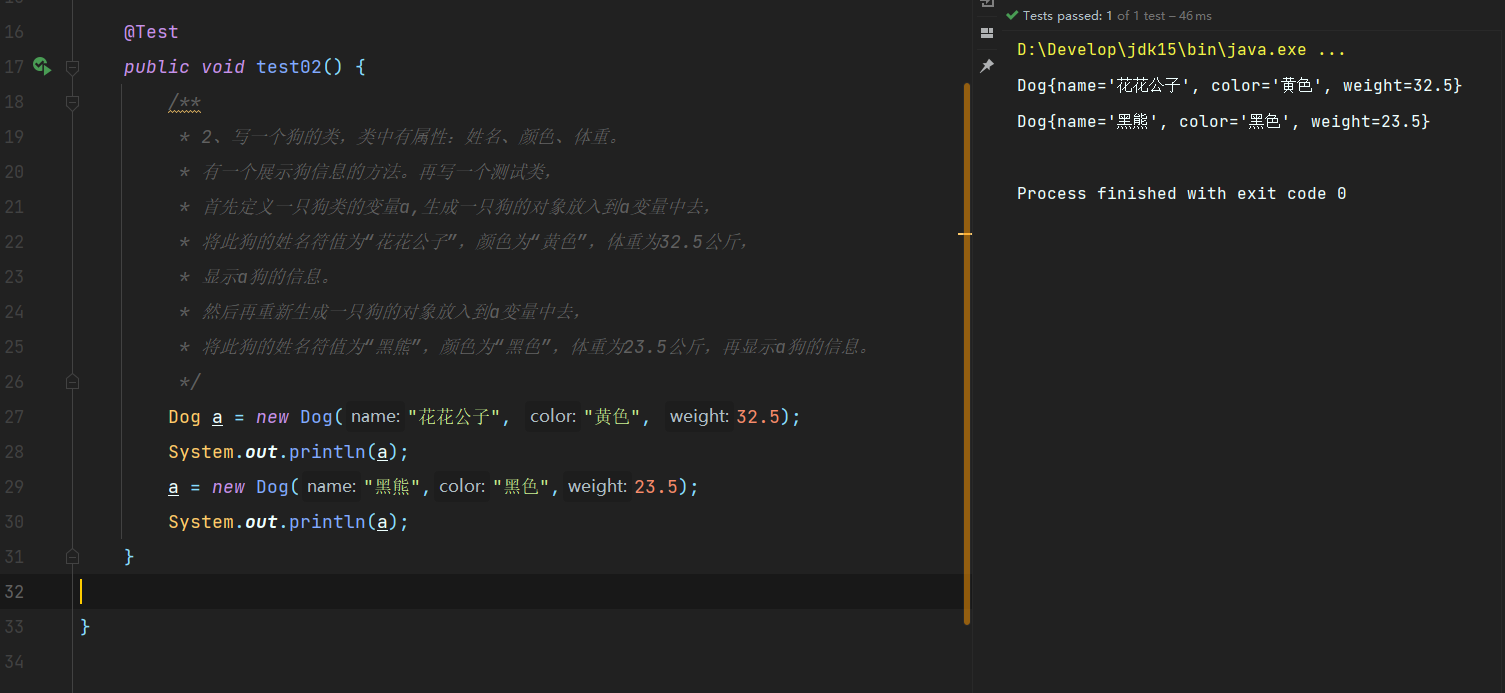 16 @Test
17 public void test02() {
18 /**
19 * 2、写一个狗的类，类中有属性：姓名、颜色、体重。
20 * 有一个展示狗信息的方法。再写一个测试类，
21 * 首先定义一只狗类的变量a,生成一只狗的对象放入到a变量中去，
22 * 将此狗的姓名符值为“花花公子”，颜色为“黄色”，体重为32.5公斤，
23 * 显示a狗的信息。
24 * 然后再重新生成一只狗的对象放入到a变量中去，
25 * 将此狗的姓名符值为“黑熊”，颜色为“黑色”，体重为23.5公斤，再显示a狗的信息。
26 */
27 Dog a = new Dog( name: "花花公子", color: "黄色", weight: 32.5);
28 System.out.println(a);
29 a = new Dog( name: "黑熊", color: "黑色", weight: 23.5);
30 System.out.println(a);
31 }
32
33 }
34
Tests passed: 1 of 1 test – 46 ms
D:\Develop\jdk15\bin\java.exe ...
Dog{name='花花公子', color='黄色', weight=32.5}
Dog{name='黑熊', color='黑色', weight=23.5}
Process finished with exit code 0